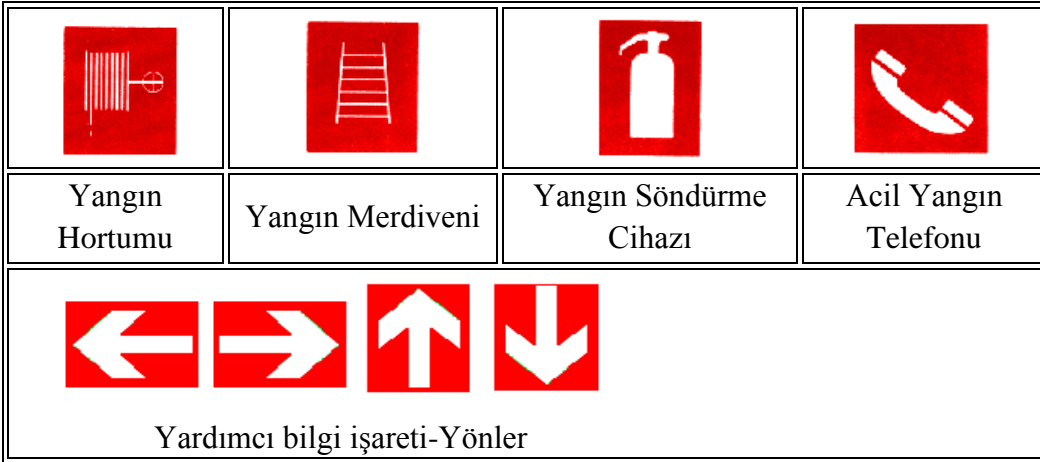 Yangın
Hortumu
Yangın Merdiveni
Yangın Söndürme
Cihazı
Acil Yangın
Telefonu
Yardımcı bilgi işareti-Yönler